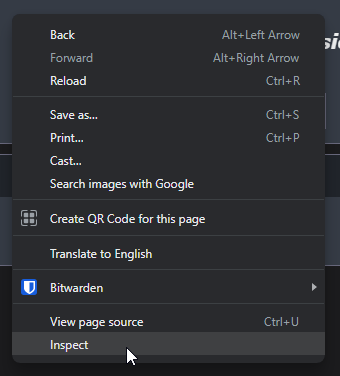 Back Alt+Left Arrow
Forward Alt+Right Arrow
Reload Ctrl+R
Save as... Ctrl+S
Print... Ctrl+P
Cast...
Search images with Google
Create QR Code for this page
Translate to English
Bitwarden
View page source Ctrl+U
Inspect